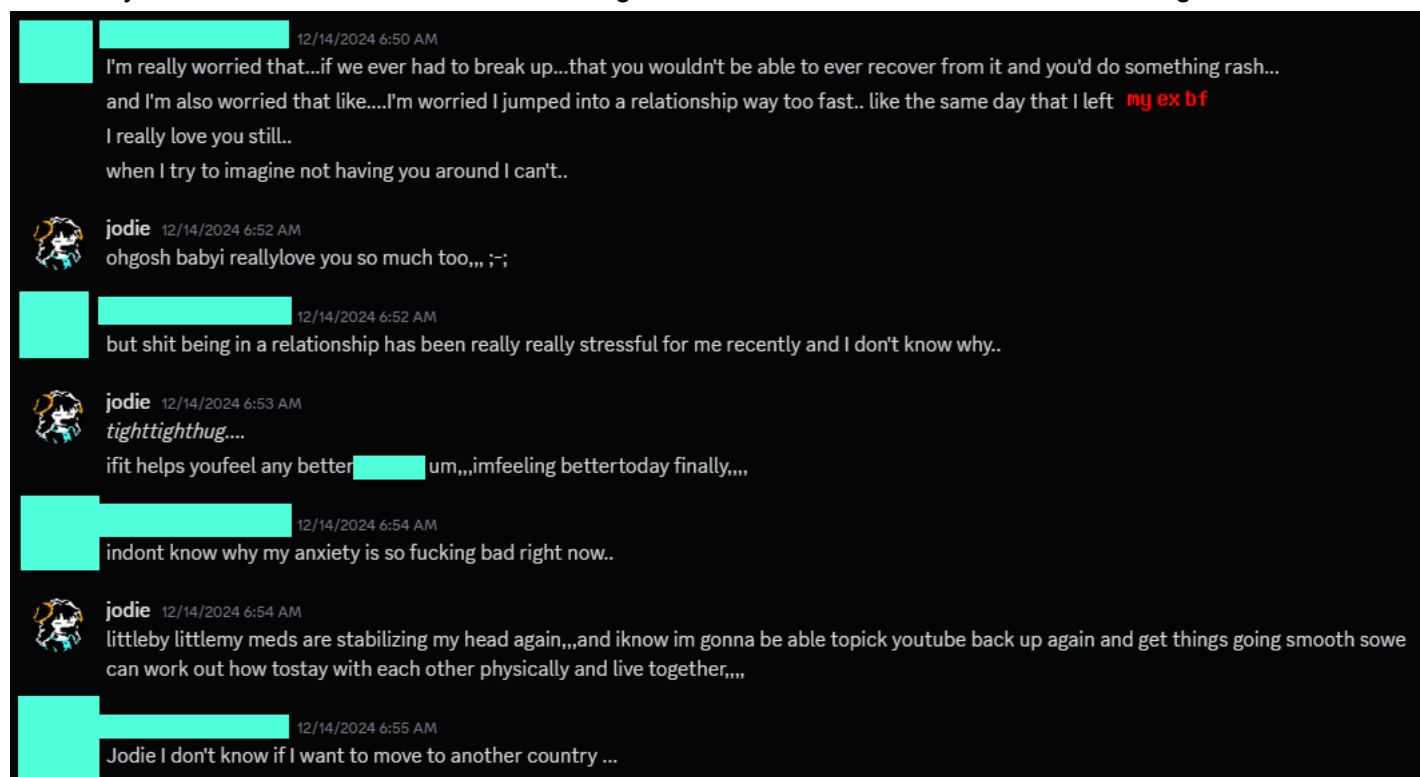 12/14/2024 6:50 AM
I'm really worried that...if we ever had to break up...that you wouldn't be able to ever recover from it and you'd do something rash...
and I'm also worried that like....I'm worried I jumped into a relationship way too fast.. like the same day that I left my ex bf
I really love you still..
when I try to imagine not having you around I can't..
jodie 12/14/2024 6:52 AM
ohgosh babyi reallylove you so much too,,, ;-;
12/14/2024 6:52 AM
but shit being in a relationship has been really really stressful for me recently and I don't know why..
jodie 12/14/2024 6:53 AM
tighttighthug....
ifit helps youfeel any better um,,,imfeeling bettertoday finally,,,,
12/14/2024 6:54 AM
indont know why my anxiety is so fucking bad right now..
jodie 12/14/2024 6:54 AM
littleby littlemy meds are stabilizing my head again,,,and iknow im gonna be able topick youtube back up again and get things going smooth sowe
can work out how tostay with each other physically and live together,,,,
12/14/2024 6:55 AM
Jodie I don't know if I want to move to another country ...